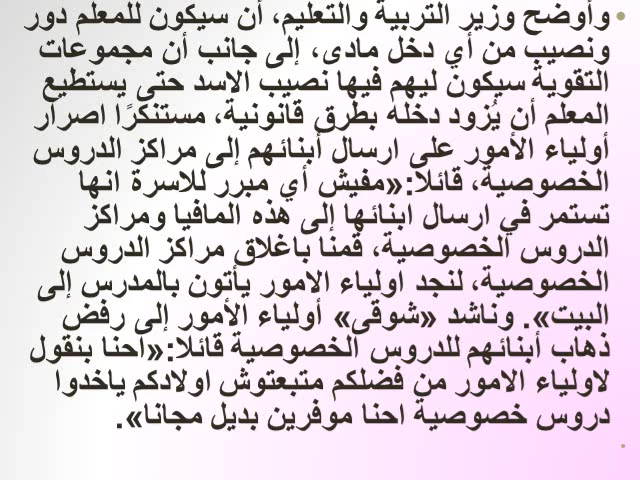 • وأوضح وزير التربية والتعليم، أن سيكون للمعلم دور
ونصيب من أي دخل مادى، إلى جانب أن مجموعات
التقوية سيكون ليهم فيها نصيب الاسد حتى يستطيع
المعلم أن يُزود دخله بطرق قانونية، مستنكرًا اصرار
أولياء الأمور على ارسال أبنائهم إلى مراكز الدروس
الخصوصية، قائلا:«مفيش أي مبرر للاسرة انها
تستمر في ارسال ابنائها إلى هذه المافيا ومراكز
الدروس الخصوصية، قمنا باغلاق مراكز الدروس
الخصوصية، لنجد اولياء الامور يأتون بالمدرس إلى
البيت». وناشد «شوقى» أولياء الأمور إلى رفض
ذهاب أبنائهم للدروس الخصوصية قائلا:«احنا بنقول
لاولياء الامور من فضلكم متبعتوش اولادكم ياخدوا
دروس خصوصية احنا موفرين بديل مجانا».
•